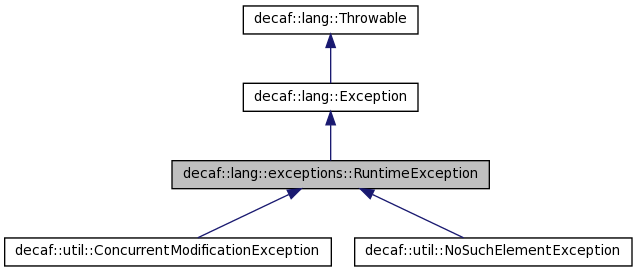 decaf::lang::Throwable
decaf::lang::Exception
decaf::lang::exceptions::RuntimeException
decaf::util::ConcurrentModificationException
decaf::util::NoSuchElementException